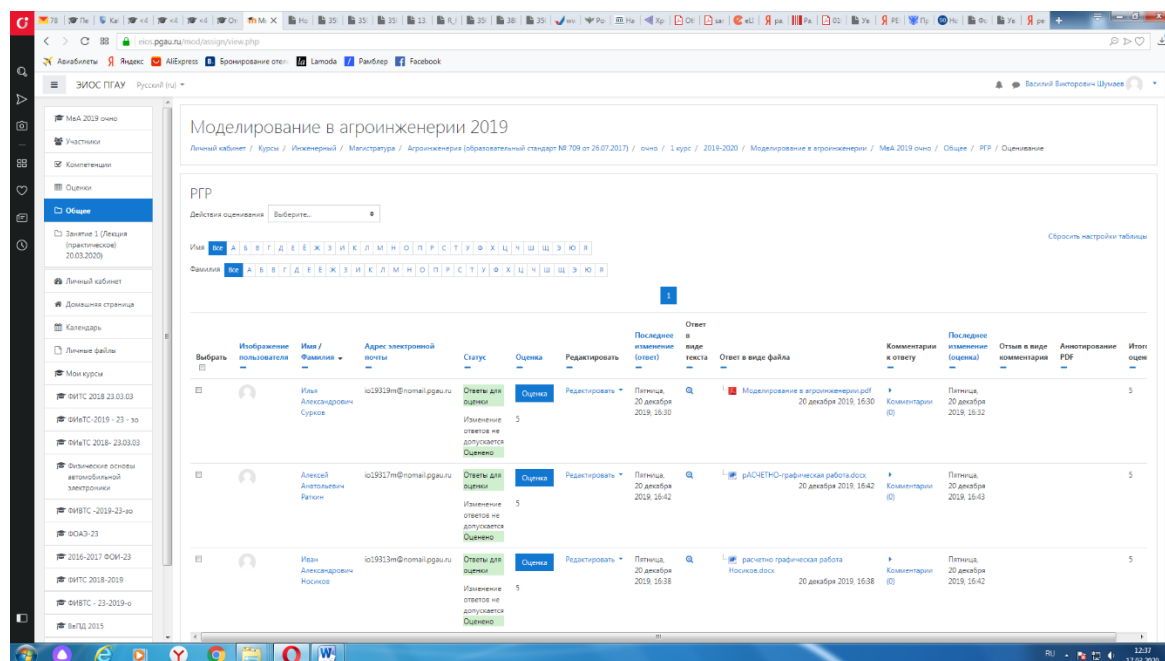 eios.pgau.ru/mod/assign/view.php
Авиабилеты Яндекс AliExpress Бронирование отел Lamoda Рамблер Facebook
ЭИОС ПГАУ Русский (ru)
Василий Викторович Шумаев
МвА 2019 очно
Участники
Компетенции
Оценки
Общее
Занятие 1 (Лекция
(практическое)
20.03.2020)
Личный кабинет
Домашняя страница
Календарь
Личные файлы
Мои курсы
ФИТС 2018 23.03.03
ФИвТС-2019 - 23 - зо
ФИвТС 2018- 23.03.03
Физические основы
автомобильной
электроники
ФИВТС -2019-23-зо
ФОАЭ-23
2016-2017 ФОИ-23
ФИТС 2018-2019
ФИВТС - 23-2019-о
ВвПД 2015
Моделирование в агроинженерии 2019
Личный кабинет / Курсы / Инженерный / Магистратура / Агроинженерия (образовательный стандарт № 709 от 26.07.2017) / очно / 1 курс / 2019-2020 / Моделирование в агроинженерии / МвА 2019 очно / Общее / РГР / Оценивание
РГР
Действия оценивания Выберите...
Сбросить настройки таблицы
Имя Все А Б В Г Д Е Ё Ж З И К Л М Н О П Р С Т У Ф Х Ц Ч Ш Щ Э Ю Я
Фамилия Все А Б В Г Д Е Ё Ж З И К Л М Н О П Р С Т У Ф Х Ц Ч Ш Щ Э Ю Я
1
Выбрать
Изображение
пользователя
Имя /
Фамилия
Адрес электронной
почты
Статус
Оценка
Редактировать
Последнее
изменение
(ответ)
Ответ
в
виде
текста
Ответ в виде файла
Комментарии
к ответу
Последнее
изменение
(оценка)
Отзыв в виде
комментария
Аннотирование
PDF
Итого
оцен
Илья
Александрович
Сурков
io19319m@nomail.pgau.ru
Ответы для
оценки
Изменение
ответов не
допускается
Оценено
Оценка
5
Редактировать
Пятница,
20 декабря
2019, 16:30
Моделирование в агроинженерии.pdf
20 декабря 2019, 16:30
Комментарии
(0)
Пятница,
20 декабря
2019, 16:32
5
Алексей
Анатольевич
Раткин
io19317m@nomail.pgau.ru
Ответы для
оценки
Изменение
ответов не
допускается
Оценено
Оценка
5
Редактировать
Пятница,
20 декабря
2019, 16:42
рАСЧЕТНО-графическая работа.docx
20 декабря 2019, 16:42
Комментарии
(0)
Пятница,
20 декабря
2019, 16:43
5
Иван
Александрович
Носиков
io19313m@nomail.pgau.ru
Ответы для
оценки
Изменение
ответов не
допускается
Оценено
Оценка
5
Редактировать
Пятница,
20 декабря
2019, 16:38
расчетно графическая работа
Носиков.docx
20 декабря 2019, 16:38
Комментарии
(0)
Пятница,
20 декабря
2019, 16:42
5
RU
12:37